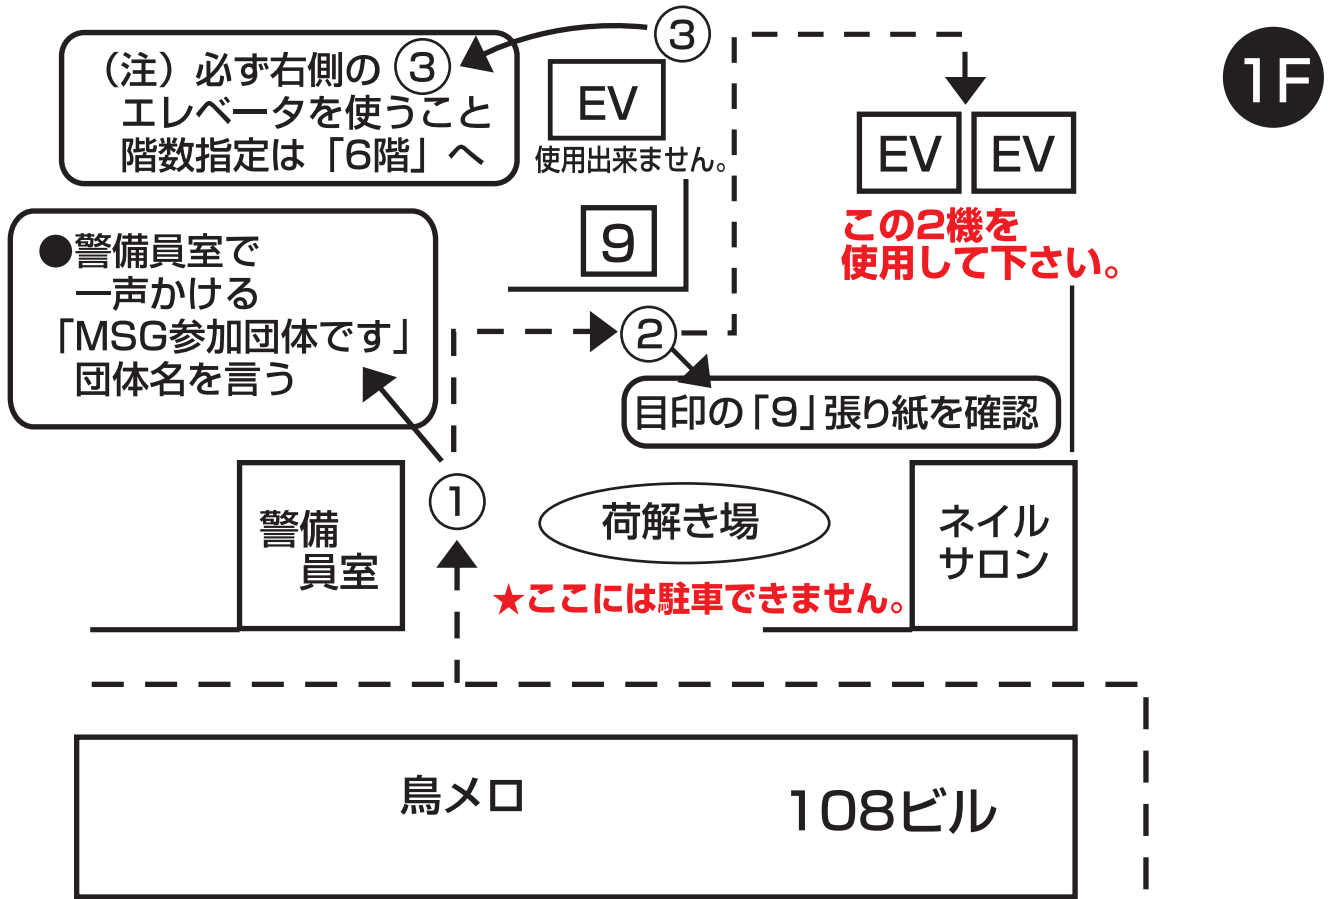 1F
（注）必ず右側の③
エレベータを使うこと
階数指定は「6階」へ
③
EV
使用出来ません。
9
EV EV
この2機を
使用して下さい。
●警備員室で
一声かける
「MSG参加団体です」
団体名を言う
②
目印の「9」張り紙を確認
①
警備
員室
荷解き場
★ここには駐車できません。
ネイル
サロン
鳥メロ
108ビル